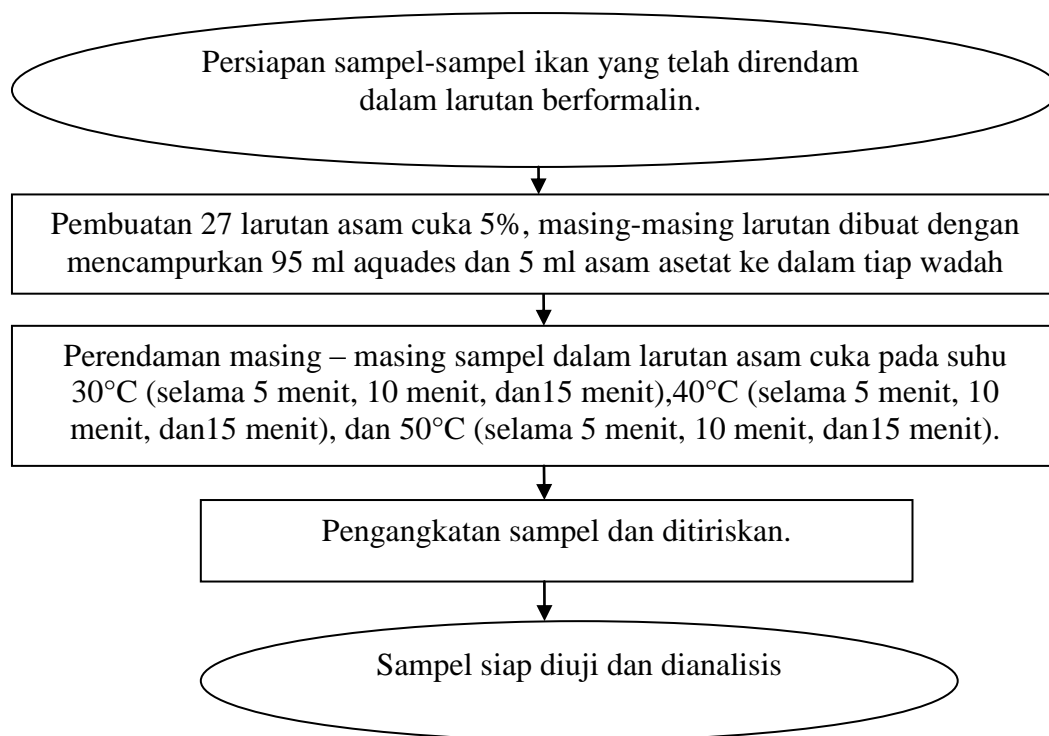 Persiapan sampel-sampel ikan yang telah direndam
dalam larutan berformalin.
Pembuatan 27 larutan asam cuka 5%, masing-masing larutan dibuat dengan
mencampurkan 95 ml aquades dan 5 ml asam asetat ke dalam tiap wadah
Perendaman masing – masing sampel dalam larutan asam cuka pada suhu
30°C (selama 5 menit, 10 menit, dan15 menit),40°C (selama 5 menit, 10
menit, dan15 menit), dan 50°C (selama 5 menit, 10 menit, dan15 menit).
Pengangkatan sampel dan ditiriskan.
Sampel siap diuji dan dianalisis